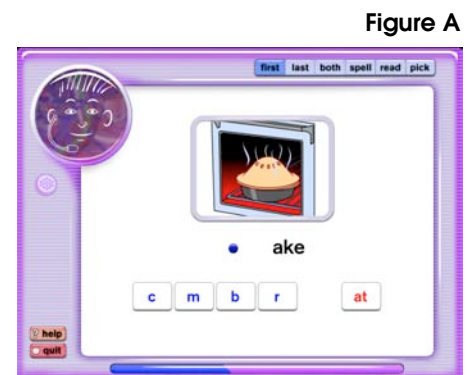 Figure A
first last both spell read pick
ake
c m b r at
help
quit